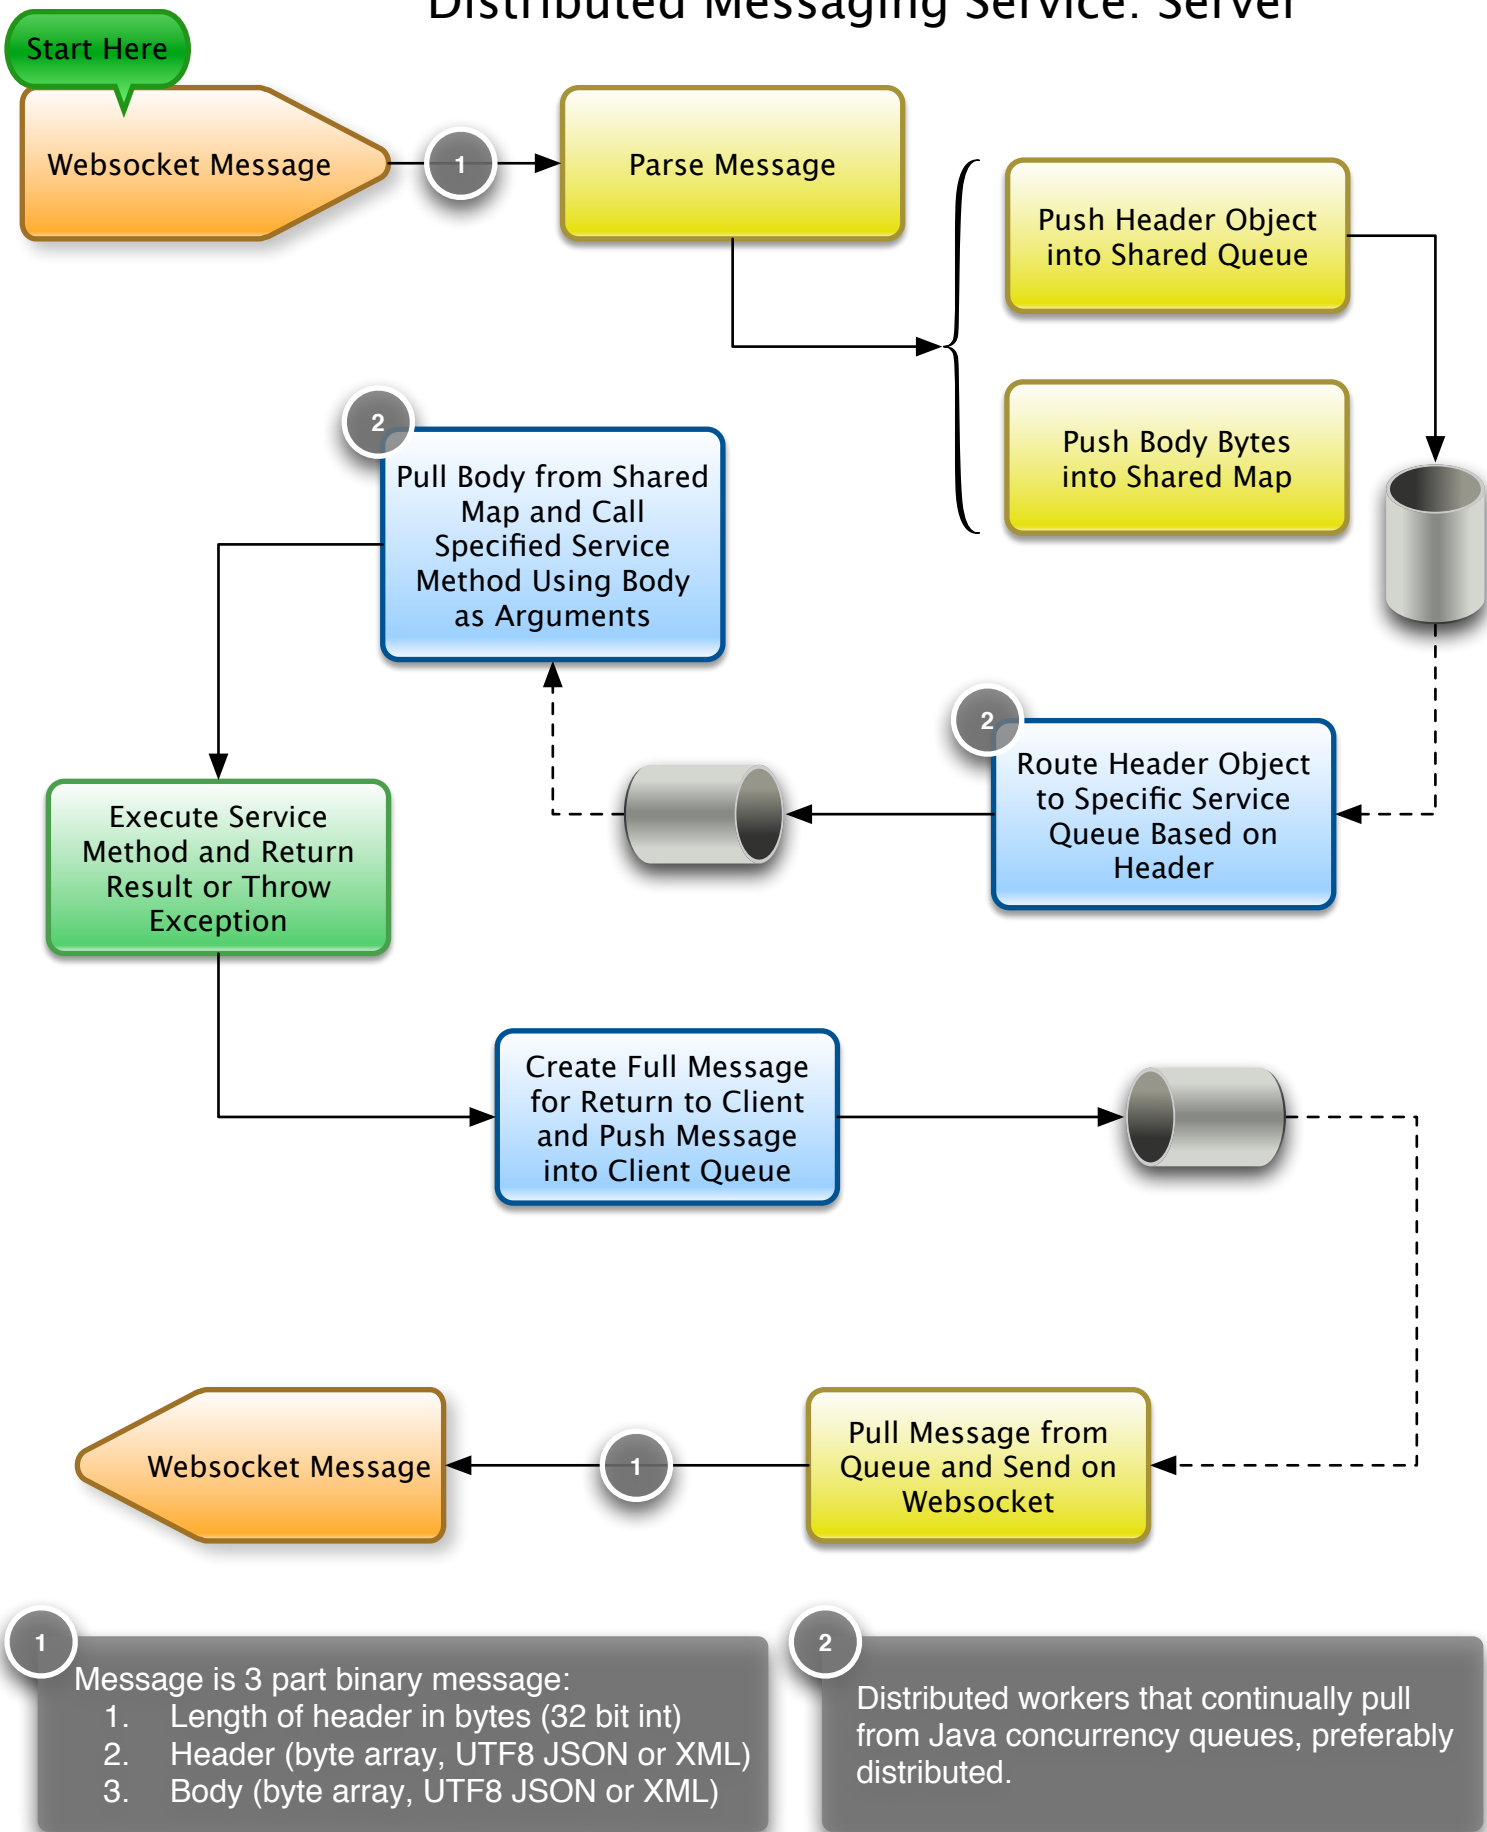 Distributed Messaging Service: Server
Start Here
Websocket Message
1
Parse Message
Push Header Object
into Shared Queue
Push Body Bytes
into Shared Map
2
Pull Body from Shared
Map and Call
Specified Service
Method Using Body
as Arguments
2
Route Header Object
to Specific Service
Queue Based on
Header
Execute Service
Method and Return
Result or Throw
Exception
Create Full Message
for Return to Client
and Push Message
into Client Queue
Pull Message from
Queue and Send on
Websocket
1
Websocket Message
1
Message is 3 part binary message:
1. Length of header in bytes (32 bit int)
2. Header (byte array, UTF8 JSON or XML)
3. Body (byte array, UTF8 JSON or XML)
2
Distributed workers that continually pull
from Java concurrency queues, preferably
distributed.